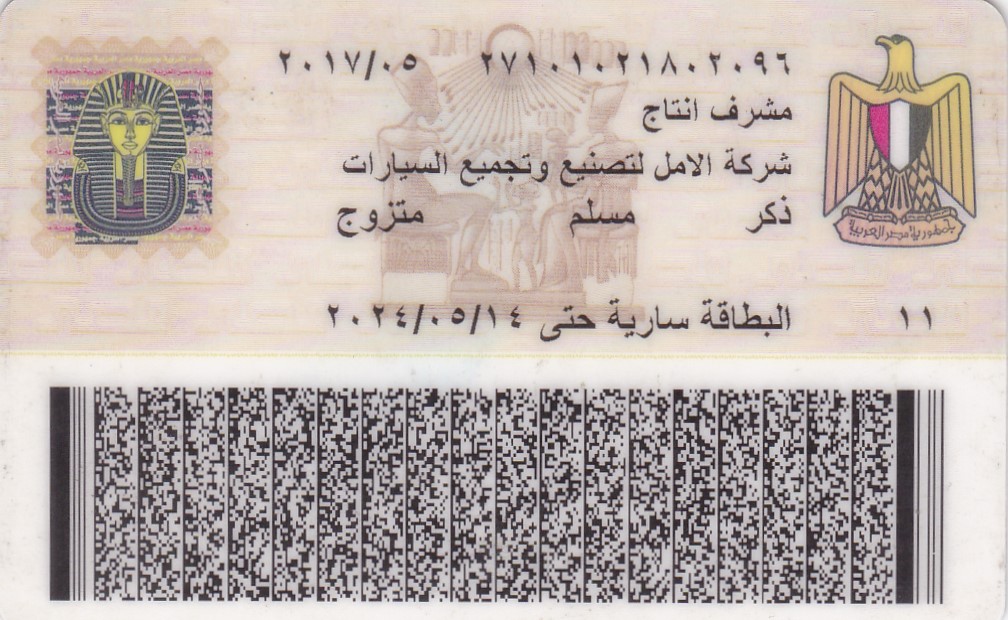 ٢٧١٠١٠٢١٨٠٢٠٩٦ ٢٠١٧/٠٥
مشرف انتاج
شركة الامل لتصنيع وتجميع السيارات
ذكر مسلم متزوج
١١ البطاقة سارية حتى ٢٠٢٤/٠٥/١٤
جمهورية مصر العربية